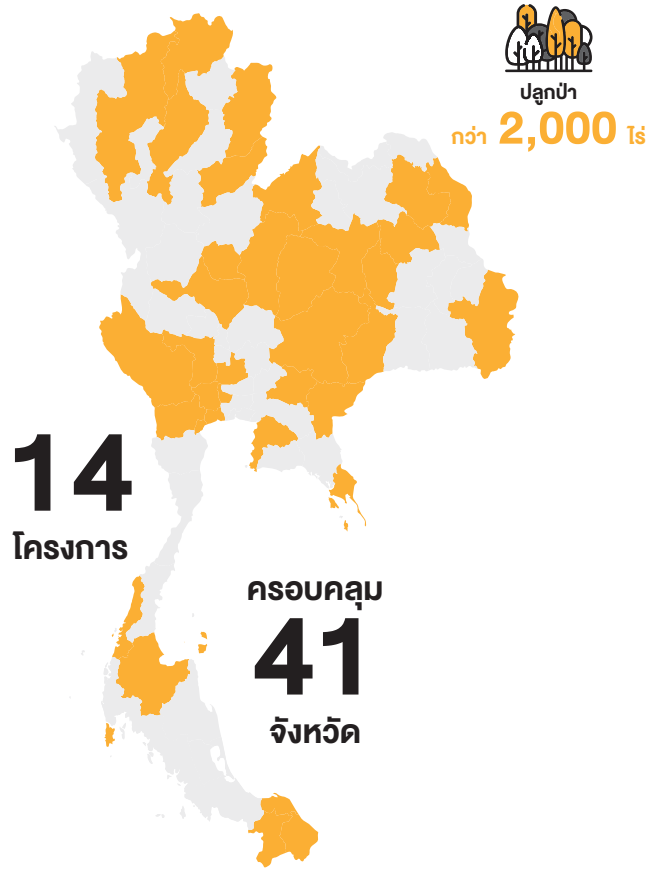 ปลูกป่า
กว่า 2,000 ไร่
14
โครงการ
ครอบคลุม
41
จังหวัด